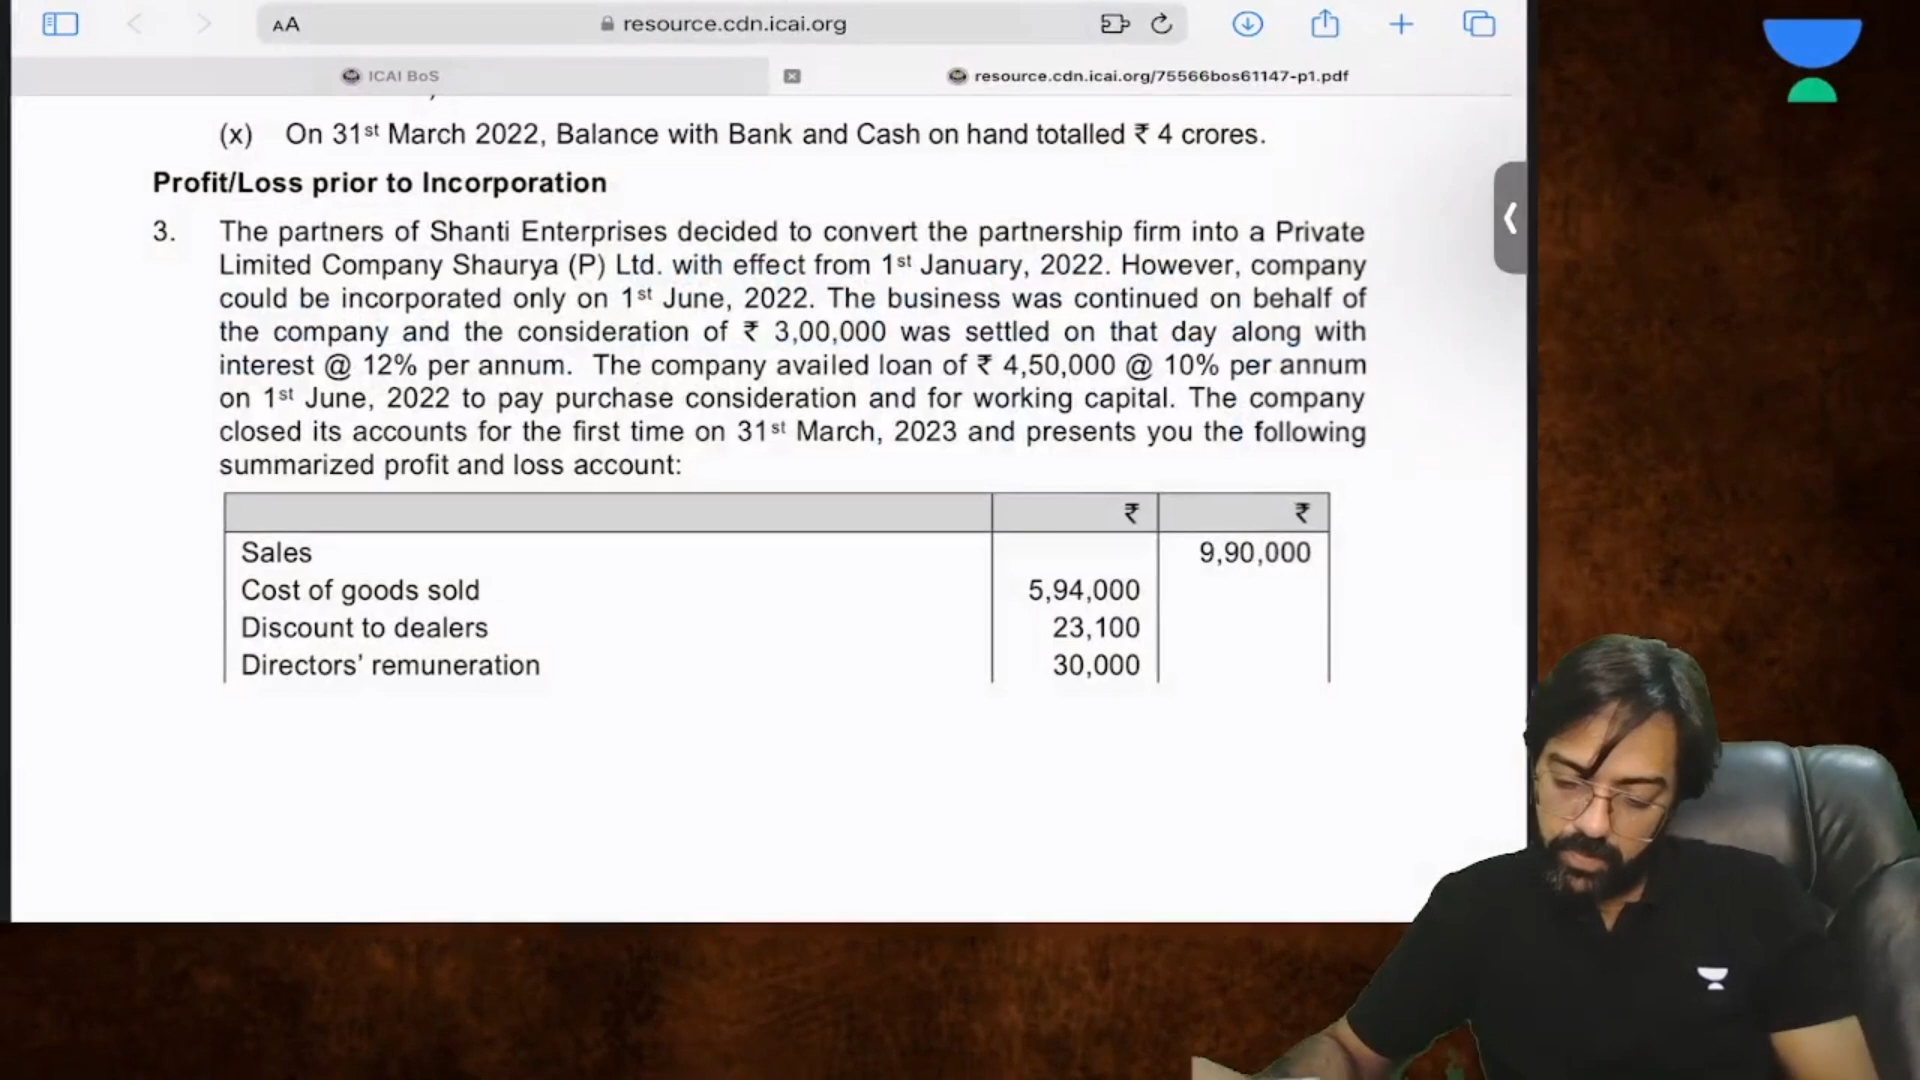 AA
resource.cdn.icai.org
ICAI BoS
resource.cdn.icai.org/75566bos61147-p1.pdf
(x) On 31st March 2022, Balance with Bank and Cash on hand totalled ₹ 4 crores.
Profit/Loss prior to Incorporation
3. The partners of Shanti Enterprises decided to convert the partnership firm into a Private
Limited Company Shaurya (P) Ltd. with effect from 1st January, 2022. However, company
could be incorporated only on 1st June, 2022. The business was continued on behalf of
the company and the consideration of ₹ 3,00,000 was settled on that day along with
interest @ 12% per annum. The company availed loan of ₹ 4,50,000 @ 10% per annum
on 1st June, 2022 to pay purchase consideration and for working capital. The company
closed its accounts for the first time on 31st March, 2023 and presents you the following
summarized profit and loss account:
₹ ₹
Sales 9,90,000
Cost of goods sold 5,94,000
Discount to dealers 23,100
Directors' remuneration 30,000